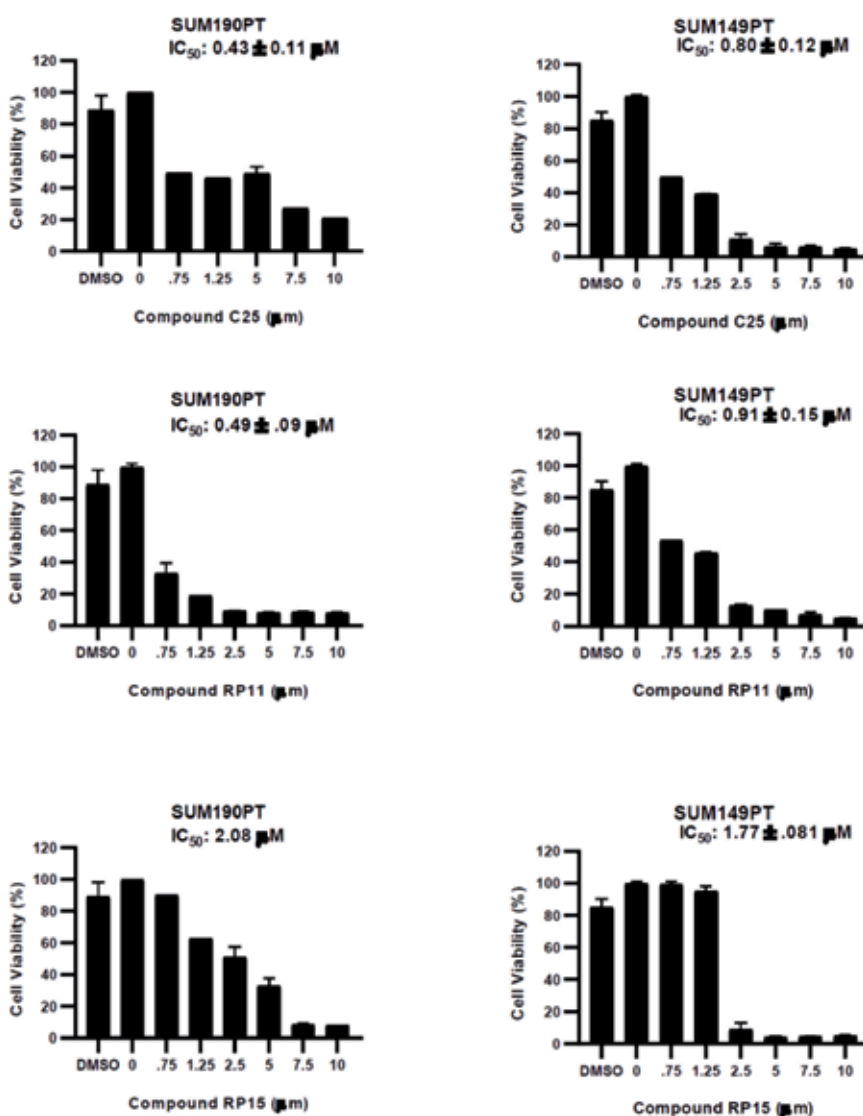 SUM190PT
IC50: 0.43 ± 0.11 μM
Cell Viability (%)
120
100
80
60
40
20
0
DMSO 0 .75 1.25 5 7.5 10
Compound C25 (μm)
SUM149PT
IC50: 0.80 ± 0.12 μM
Cell Viability (%)
120
100
80
60
40
20
0
DMSO 0 .75 1.25 2.5 5 7.5 10
Compound C25 (μm)
SUM190PT
IC50: 0.49 ± .09 μM
Cell Viability (%)
120
100
80
60
40
20
0
DMSO 0 .75 1.25 2.5 5 7.5 10
Compound RP11 (μm)
SUM149PT
IC50: 0.91 ± 0.15 μM
Cell Viability (%)
120
100
80
60
40
20
0
DMSO 0 .75 1.25 2.5 5 7.5 10
Compound RP11 (μm)
SUM190PT
IC50: 2.08 μM
Cell Viability (%)
120
100
80
60
40
20
0
DMSO 0 .75 1.25 2.5 5 7.5 10
Compound RP15 (μm)
SUM149PT
IC50: 1.77 ± .081 μM
Cell Viability (%)
120
100
80
60
40
20
0
DMSO 0 .75 1.25 2.5 5 7.5 10
Compound RP15 (μm)